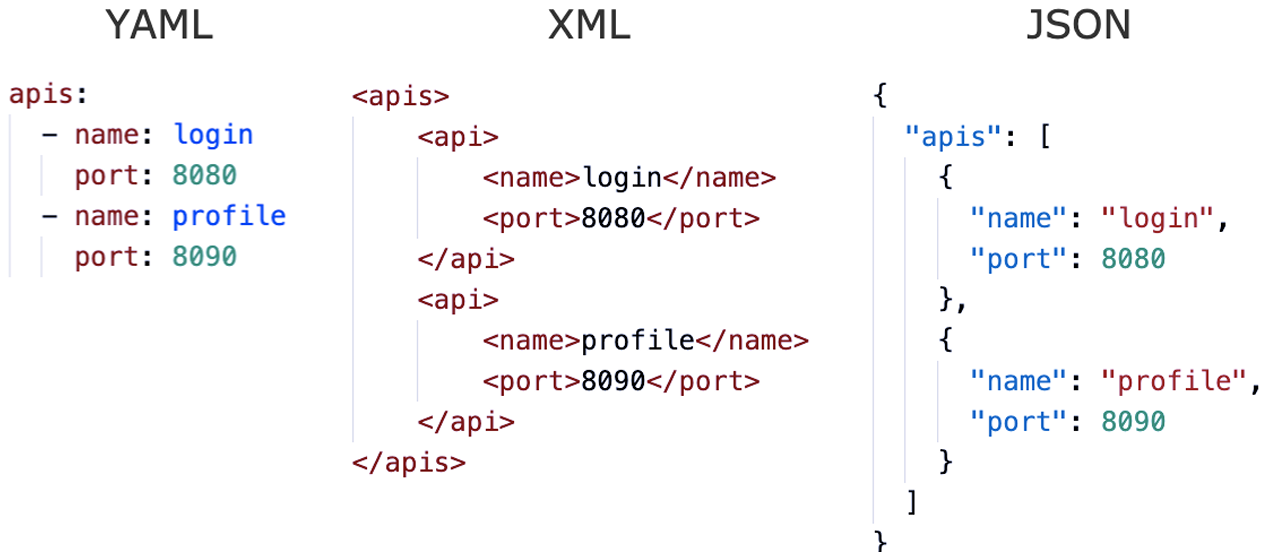 YAML
apis:
  - name: login
    port: 8080
  - name: profile
    port: 8090
XML
<apis>
    <api>
        <name>login</name>
        <port>8080</port>
    </api>
    <api>
        <name>profile</name>
        <port>8090</port>
    </api>
</apis>
JSON
{
  "apis": [
    {
      "name": "login",
      "port": 8080
    },
    {
      "name": "profile",
      "port": 8090
    }
  ]
}